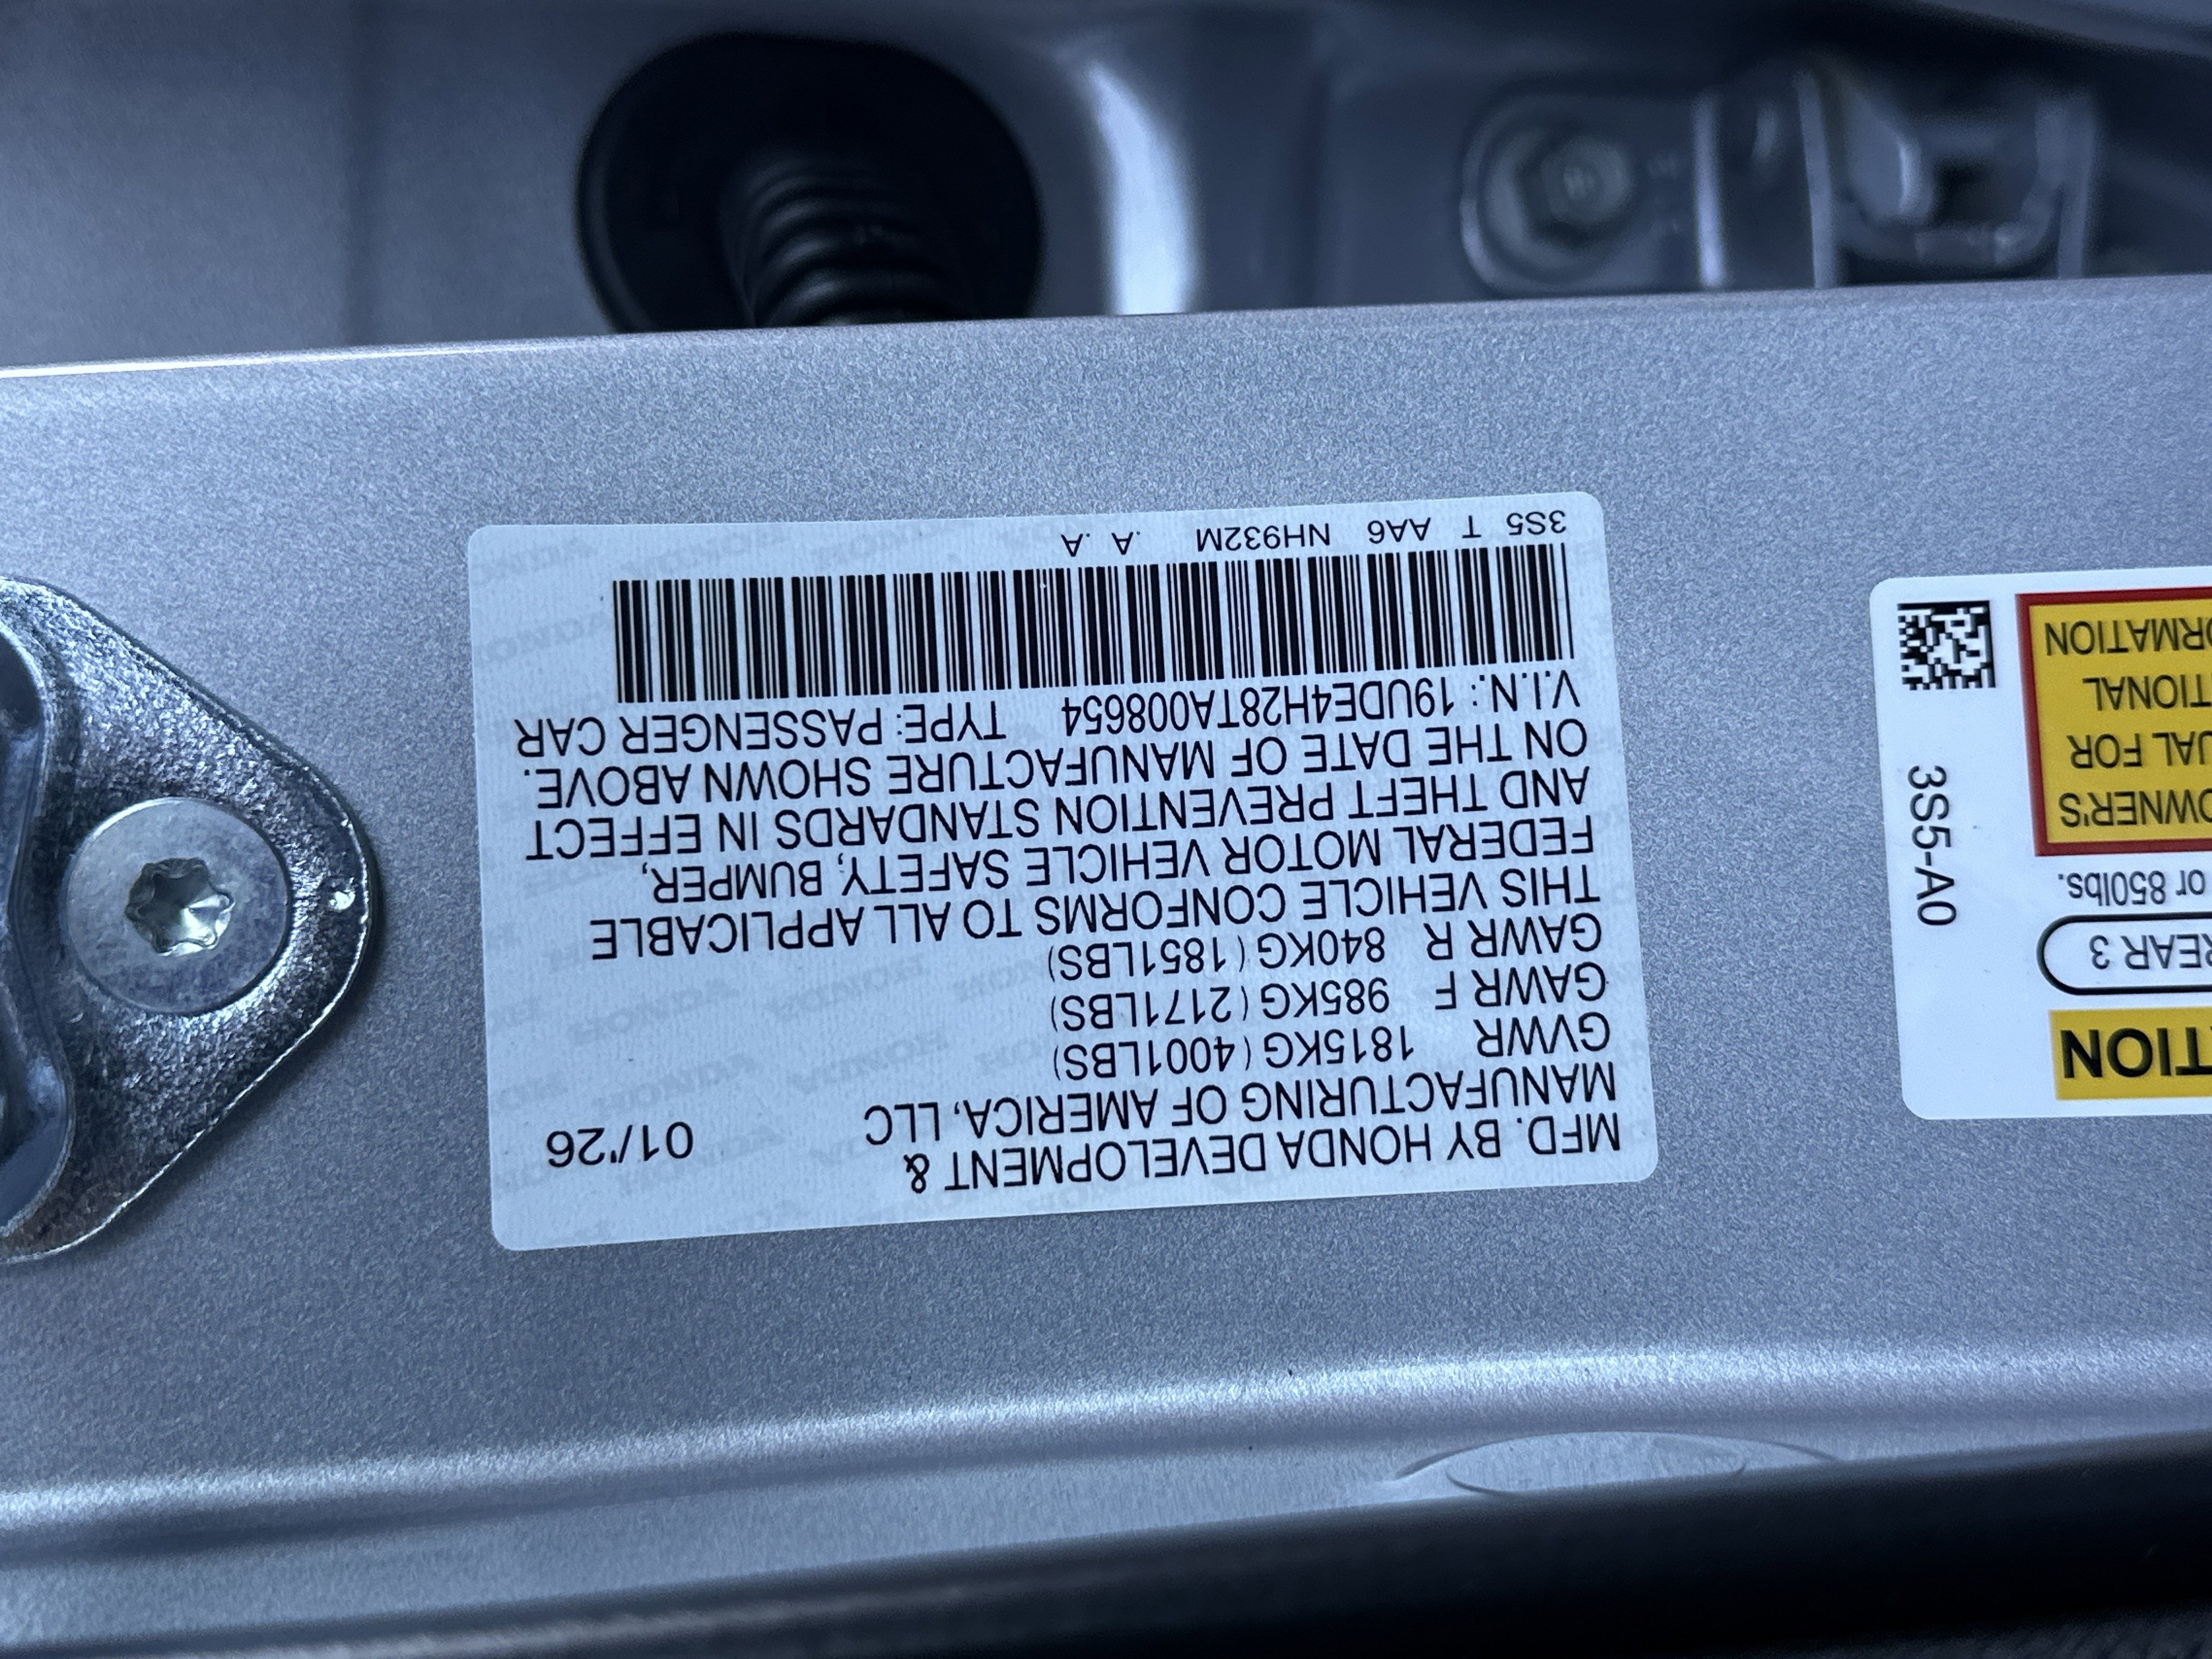 MFD. BY HONDA DEVELOPMENT &
MANUFACTURING OF AMERICA, LLC 01/'26
GVWR 1815KG (4001LBS)
GAWR F 985KG (2171LBS)
GAWR R 840KG (1851LBS)
THIS VEHICLE CONFORMS TO ALL APPLICABLE
FEDERAL MOTOR VEHICLE SAFETY, BUMPER,
AND THEFT PREVENTION STANDARDS IN EFFECT
ON THE DATE OF MANUFACTURE SHOWN ABOVE.
V.I.N.: 19UDE4H28TA008654 TYPE: PASSENGER CAR
3S5 T AA6 NH932M .A .A
TION
REAR 3
or 850lbs.
OWNER'S
UAL FOR
TIONAL
ORMATION
3S5-A0